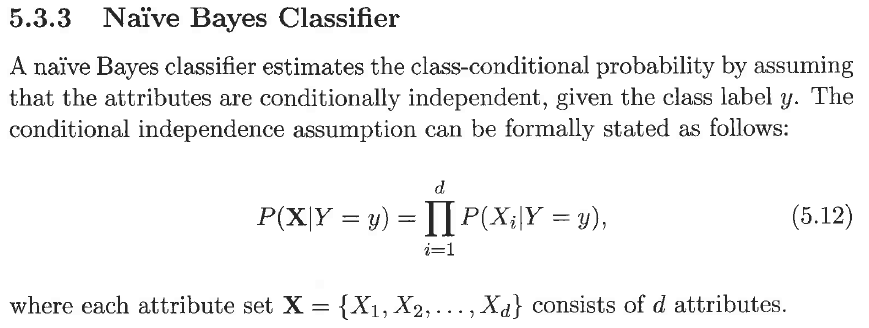 5.3.3 Naïve Bayes Classifier
A naïve Bayes classifier estimates the class-conditional probability by assuming
that the attributes are conditionally independent, given the class label y. The
conditional independence assumption can be formally stated as follows:
P(X|Y = y) = ∏_{i=1}^{d} P(X_i|Y = y), (5.12)
where each attribute set X = {X_1, X_2, . . . , X_d} consists of d attributes.